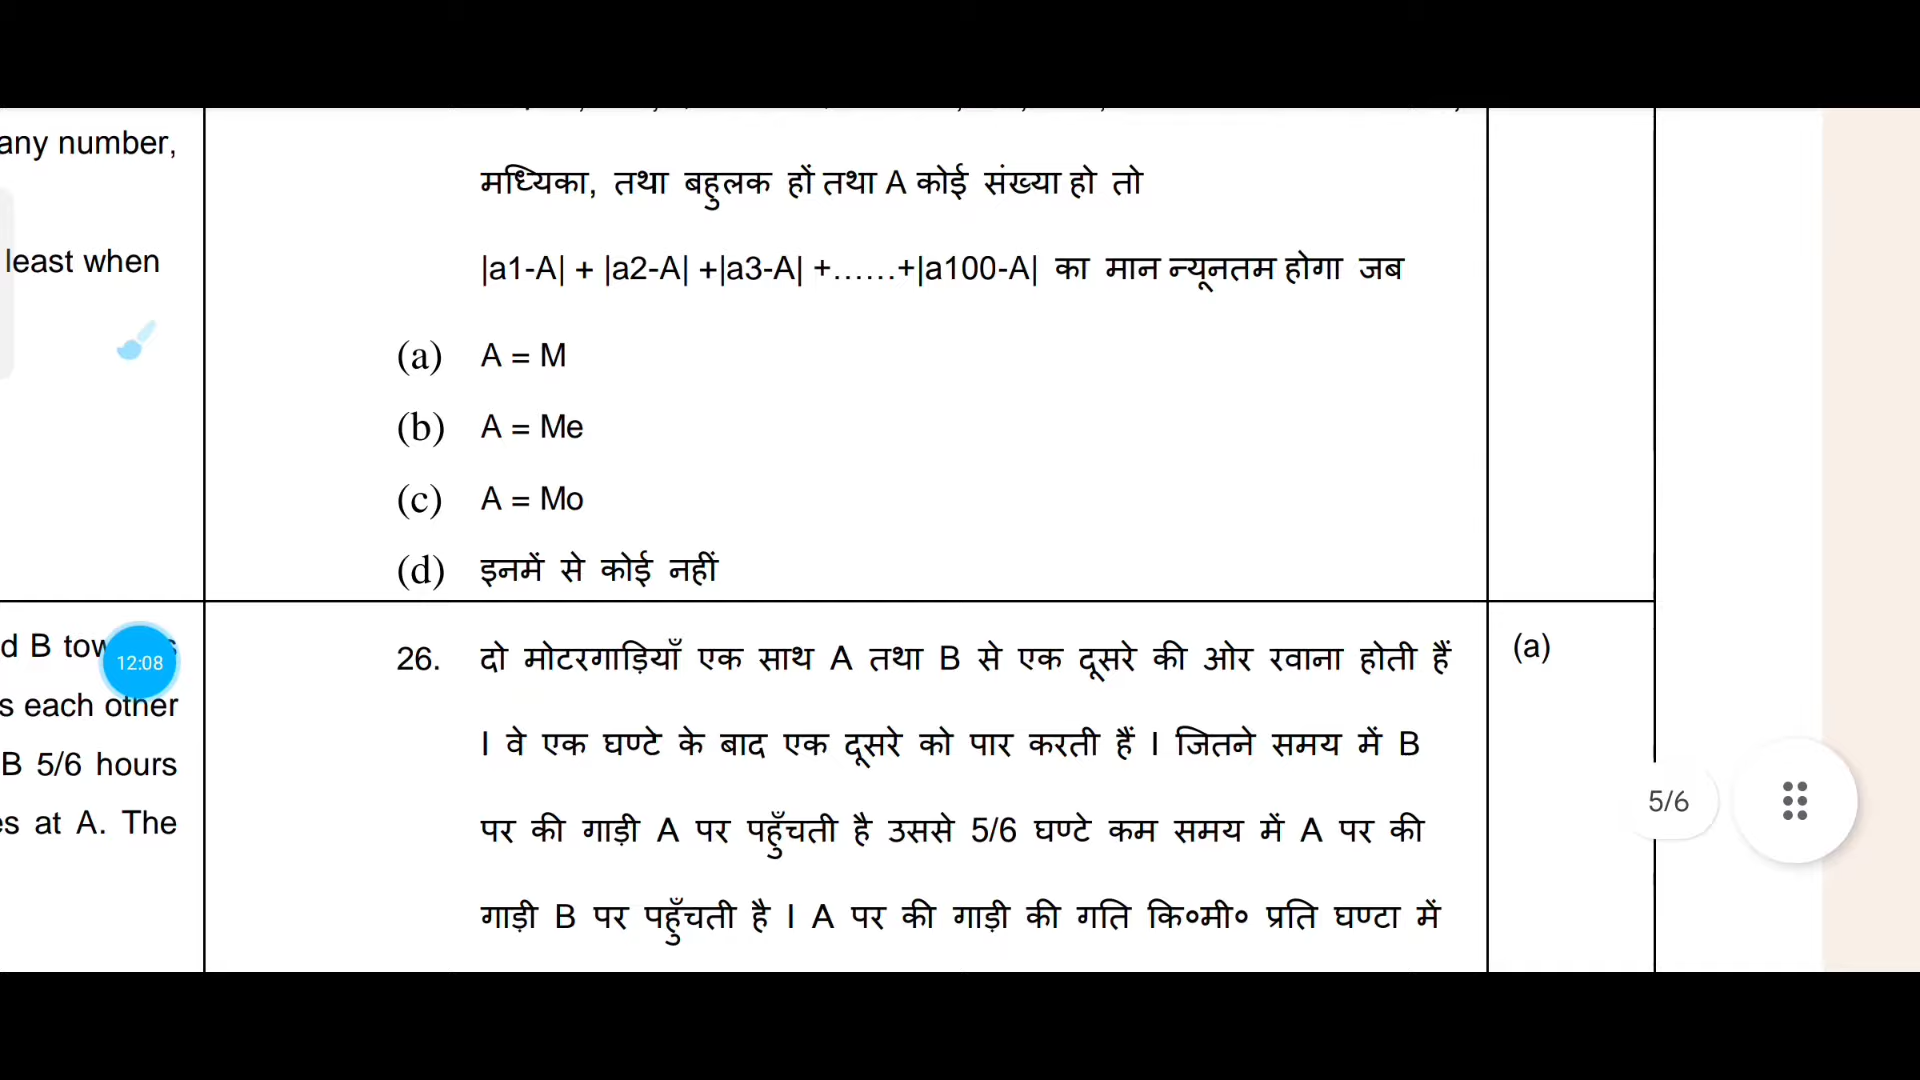 any number,
least when
मध्यिका, तथा बहुलक हों तथा A कोई संख्या हो तो
|a1-A| + |a2-A| +|a3-A| +......+|a100-A| का मान न्यूनतम होगा जब
(a) A = M
(b) A = Me
(c) A = Mo
(d) इनमें से कोई नहीं
d B
12:08
s each other
B 5/6 hours
es at A. The
26. दो मोटरगाड़ियाँ एक साथ A तथा B से एक दूसरे की ओर रवाना होती हैं
I वे एक घण्टे के बाद एक दूसरे को पार करती हैं I जितने समय में B
पर की गाड़ी A पर पहुँचती है उससे 5/6 घण्टे कम समय में A पर की
गाड़ी B पर पहुँचती है I A पर की गाड़ी की गति कि०मी० प्रति घण्टा में
(a)
5/6